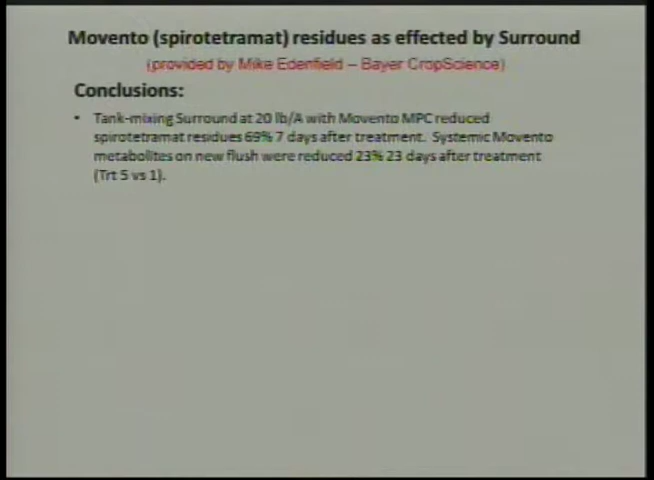 Movento (spirotetramat) residues as effected by Surround
(provided by Mike Edenfield – Bayer CropScience)
Conclusions:
• Tank-mixing Surround at 20 lb/A with Movento MPC reduced
spirotetramat residues 69% 7 days after treatment. Systemic Movento
metabolites on new flush were reduced 23% 23 days after treatment
(Trt 5 vs 1).